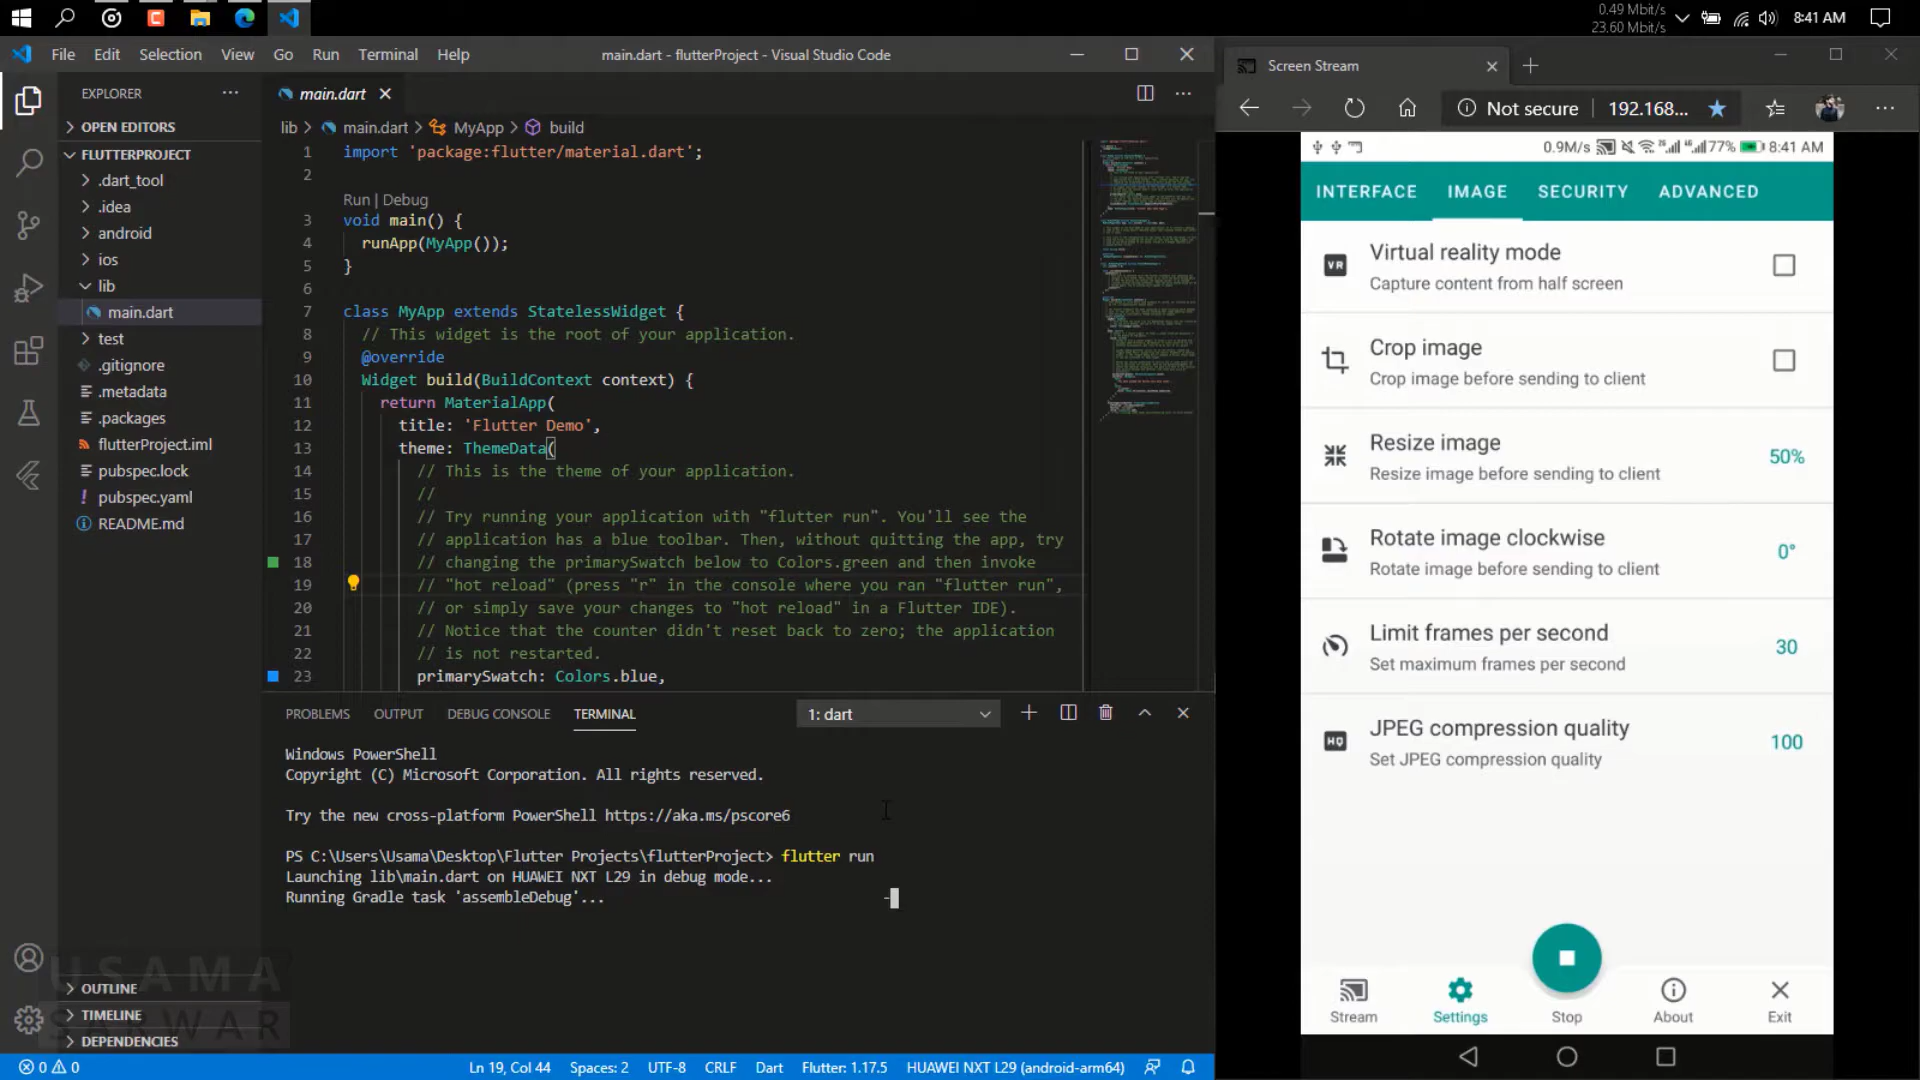 0.49 Mbit/s
23.60 Mbit/s
8:41 AM
File Edit Selection View Go Run Terminal Help
main.dart - flutterProject - Visual Studio Code
EXPLORER
OPEN EDITORS
FLUTTERPROJECT
.dart_tool
.idea
android
ios
lib
main.dart
test
.gitignore
.metadata
.packages
flutterProject.iml
pubspec.lock
pubspec.yaml
README.md
OUTLINE
TIMELINE
DEPENDENCIES
USAMA
SARWAR
main.dart
lib > main.dart > MyApp > build
1 import 'package:flutter/material.dart';
2
Run | Debug
3 void main() {
4 runApp(MyApp());
5 }
6
7 class MyApp extends StatelessWidget {
8 // This widget is the root of your application.
9 @override
10 Widget build(BuildContext context) {
11 return MaterialApp(
12 title: 'Flutter Demo',
13 theme: ThemeData(
14 // This is the theme of your application.
15 //
16 // Try running your application with "flutter run". You'll see the
17 // application has a blue toolbar. Then, without quitting the app, try
18 // changing the primarySwatch below to Colors.green and then invoke
19 // "hot reload" (press "r" in the console where you ran "flutter run",
20 // or simply save your changes to "hot reload" in a Flutter IDE).
21 // Notice that the counter didn't reset back to zero; the application
22 // is not restarted.
23 primarySwatch: Colors.blue,
PROBLEMS OUTPUT DEBUG CONSOLE TERMINAL
1: dart
Windows PowerShell
Copyright (C) Microsoft Corporation. All rights reserved.
Try the new cross-platform PowerShell https://aka.ms/pscore6
PS C:\Users\Usama\Desktop\Flutter Projects\flutterProject> flutter run
Launching lib\main.dart on HUAWEI NXT L29 in debug mode...
Running Gradle task 'assembleDebug'... -
0 0
Ln 19, Col 44 Spaces: 2 UTF-8 CRLF Dart Flutter: 1.17.5 HUAWEI NXT L29 (android-arm64)
Screen Stream
Not secure | 192.168...
0.9M/s 77% 8:41 AM
INTERFACE IMAGE SECURITY ADVANCED
Virtual reality mode
Capture content from half screen
Crop image
Crop image before sending to client
Resize image
Resize image before sending to client
50%
Rotate image clockwise
Rotate image before sending to client
0°
Limit frames per second
Set maximum frames per second
30
JPEG compression quality
Set JPEG compression quality
100
Stream Settings Stop About Exit